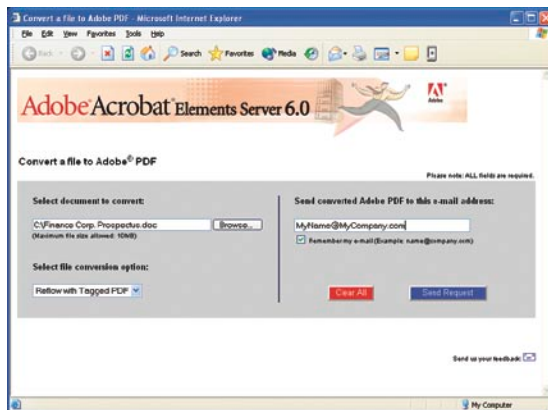 Convert a file to Adobe PDF - Microsoft Internet Explorer
File Edit View Favorites Tools Help
Back Search Favorites Media
Adobe Acrobat Elements Server 6.0
Adobe
Convert a file to Adobe® PDF
Please note: ALL fields are required.
Select document to convert:
C:\Finance Corp. Prospectus.doc Browse...
(Maximum file size allowed: 10MB)
Select file conversion option:
Reflow with Tagged PDF
Send converted Adobe PDF to this e-mail address:
MyName@MyCompany.com
Remember my e-mail (Example: name@company.com)
Clear All Send Request
Send us your feedback:
My Computer